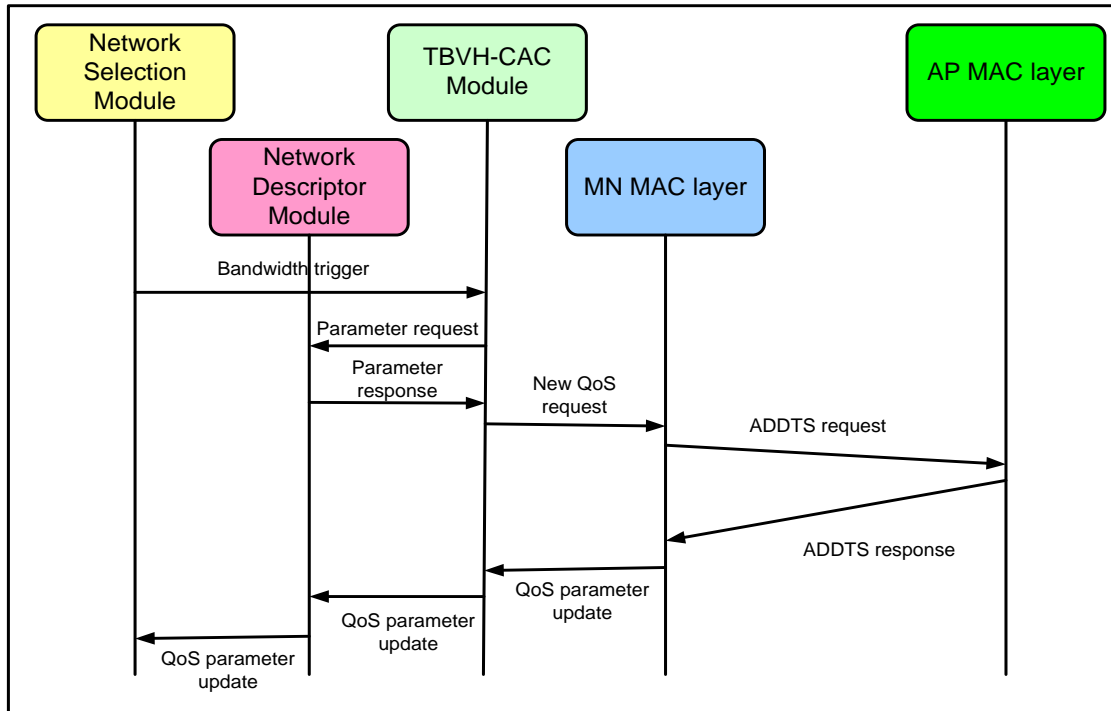 Network
Selection
Module
TBVH-CAC
Module
AP MAC layer
Network
Descriptor
Module
MN MAC layer
Bandwidth trigger
Parameter request
Parameter
response
New QoS
request
ADDTS request
ADDTS response
QoS parameter
update
QoS parameter
update
QoS parameter
update